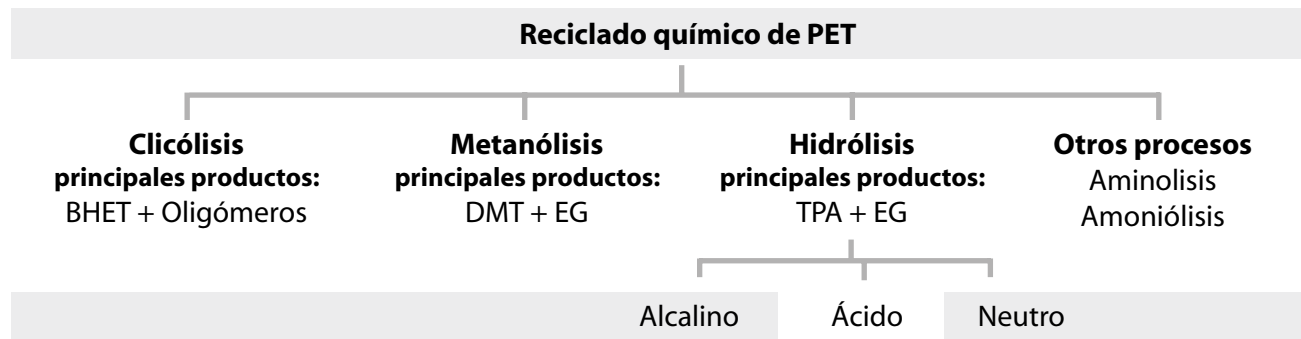 Reciclado químico de PET
Clicólisis
principales productos:
BHET + Oligómeros
Metanólisis
principales productos:
DMT + EG
Hidrólisis
principales productos:
TPA + EG
Otros procesos
Aminolisis
Amoniólisis
Alcalino
Ácido
Neutro